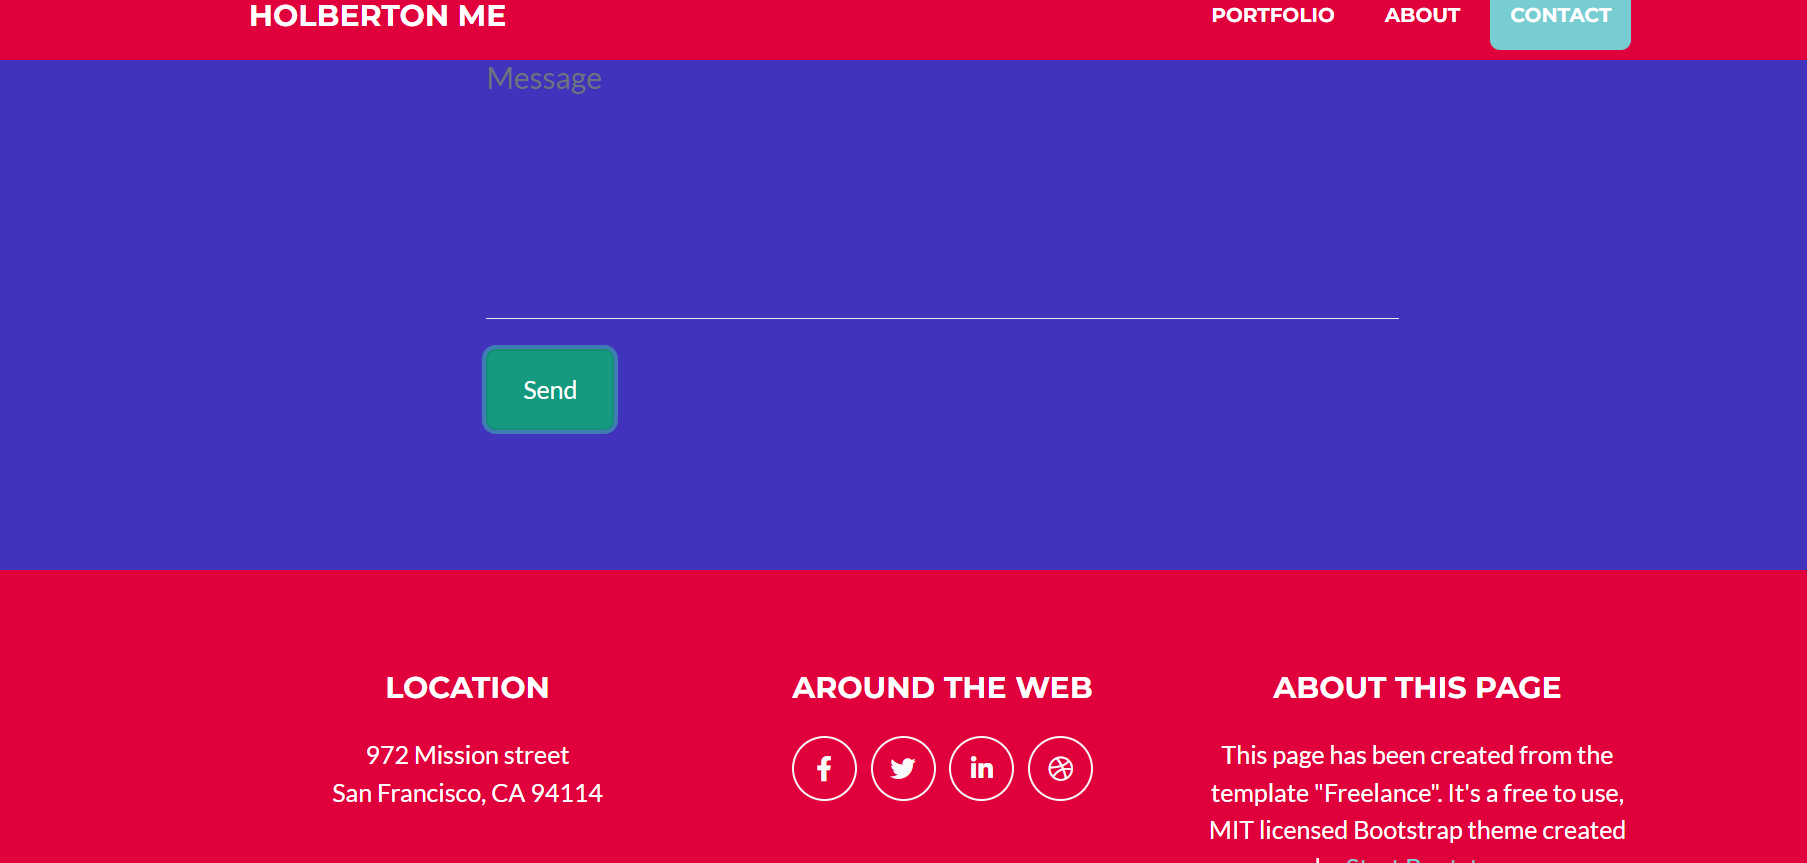 HOLBERTON ME
PORTFOLIO
ABOUT
CONTACT
Message
Send
LOCATION
972 Mission street
San Francisco, CA 94114
AROUND THE WEB
ABOUT THIS PAGE
This page has been created from the
template "Freelance". It's a free to use,
MIT licensed Bootstrap theme created